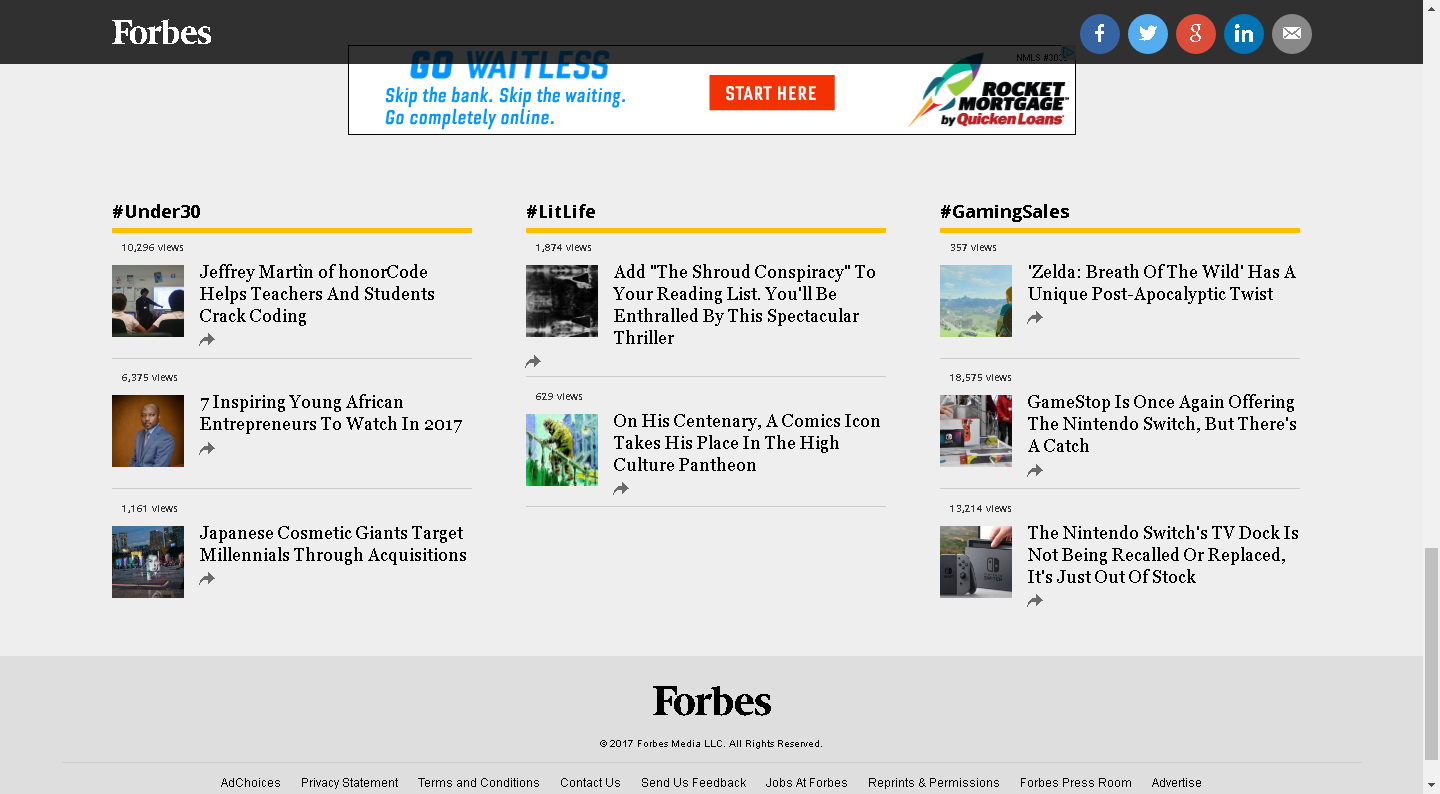 Forbes
NMLS #3030
GO WAITLESS
Skip the bank. Skip the waiting.
Go completely online.
START HERE
ROCKET
MORTGAGE™
by Quicken Loans®
#Under30
10,296 views
Jeffrey Martìn of honorCode
Helps Teachers And Students
Crack Coding
6,375 views
7 Inspiring Young African
Entrepreneurs To Watch In 2017
1,161 views
Japanese Cosmetic Giants Target
Millennials Through Acquisitions
#LitLife
1,874 views
Add "The Shroud Conspiracy" To
Your Reading List. You'll Be
Enthralled By This Spectacular
Thriller
629 views
On His Centenary, A Comics Icon
Takes His Place In The High
Culture Pantheon
#GamingSales
357 views
'Zelda: Breath Of The Wild' Has A
Unique Post-Apocalyptic Twist
18,575 views
GameStop Is Once Again Offering
The Nintendo Switch, But There's
A Catch
13,214 views
The Nintendo Switch's TV Dock Is
Not Being Recalled Or Replaced,
It's Just Out Of Stock
Forbes
© 2017 Forbes Media LLC. All Rights Reserved.
AdChoices Privacy Statement Terms and Conditions Contact Us Send Us Feedback Jobs At Forbes Reprints & Permissions Forbes Press Room Advertise